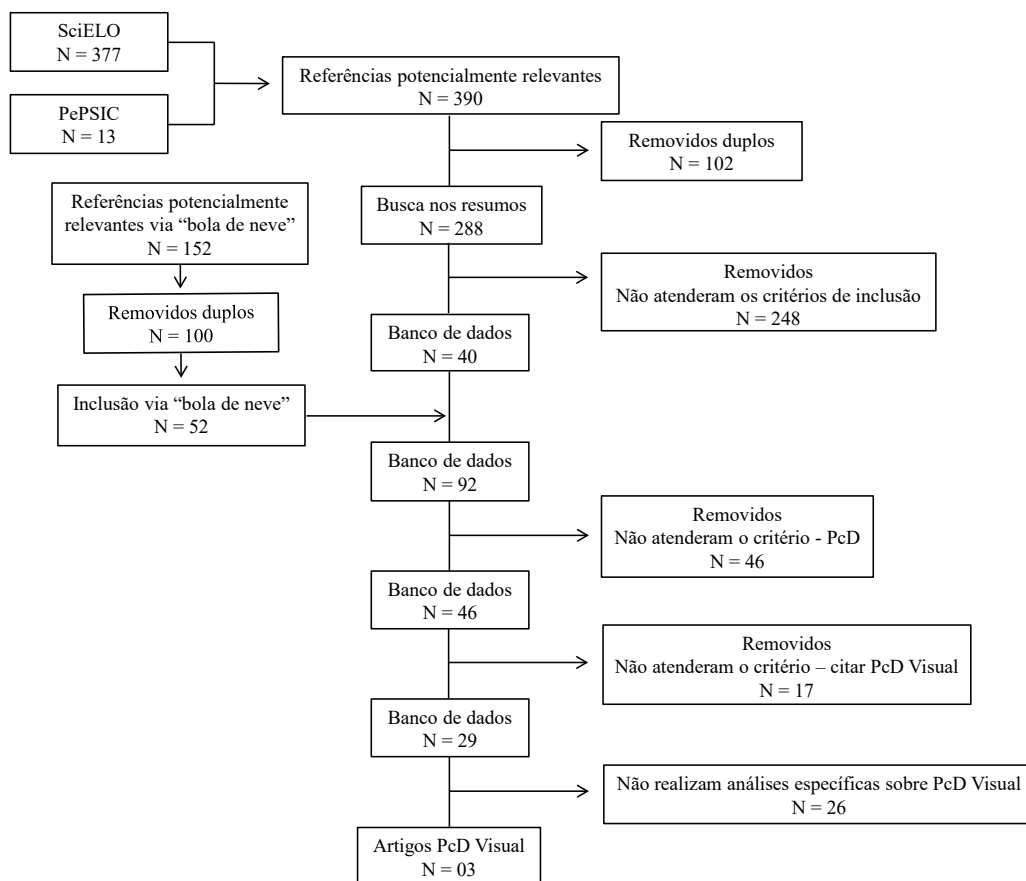 SciELO
N = 377
PePSIC
N = 13
Referências potencialmente relevantes
N = 390
Removidos duplos
N = 102
Busca nos resumos
N = 288
Referências potencialmente
relevantes via “bola de neve”
N = 152
Removidos
Não atenderam os critérios de inclusão
N = 248
Removidos duplos
N = 100
Banco de dados
N = 40
Inclusão via “bola de neve”
N = 52
Banco de dados
N = 92
Removidos
Não atenderam o critério - PcD
N = 46
Banco de dados
N = 46
Removidos
Não atenderam o critério – citar PcD Visual
N = 17
Banco de dados
N = 29
Não realizam análises específicas sobre PcD Visual
N = 26
Artigos PcD Visual
N = 03